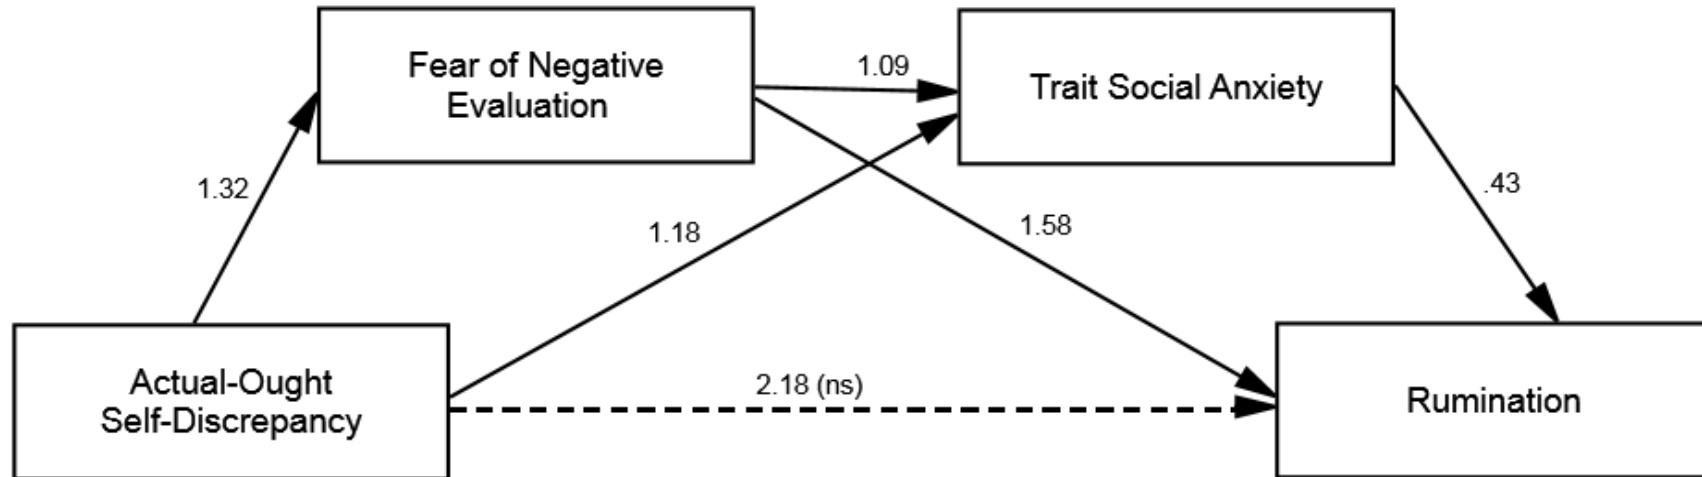 Fear of Negative
Evaluation
1.09
Trait Social Anxiety
1.32
1.18
1.58
.43
Actual-Ought
Self-Discrepancy
2.18 (ns)
Rumination